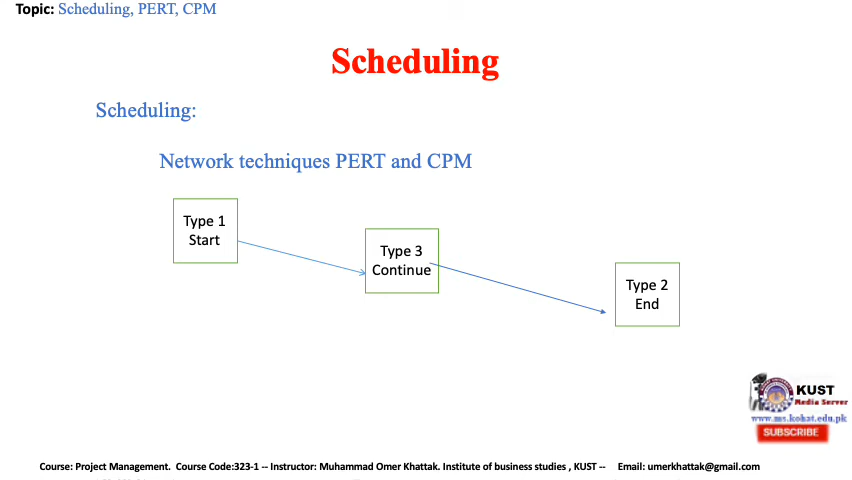 Topic: Scheduling, PERT, CPM
Scheduling
Scheduling:
Network techniques PERT and CPM
Type 1
Start
Type 3
Continue
Type 2
End
KUST
Media Server
www.ms.kohat.edu.pk
SUBSCRIBE
Course: Project Management. Course Code:323-1 -- Instructor: Muhammad Omer Khattak. Institute of business studies , KUST -- Email: umerkhattak@gmail.com